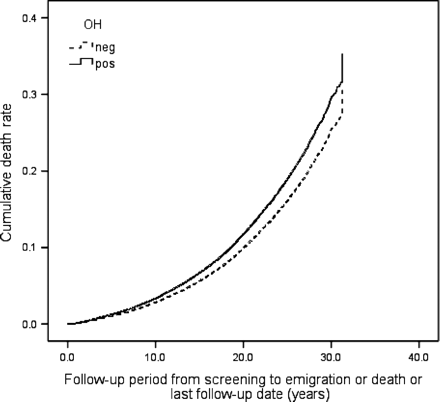 OH
neg
pos
Cumulative death rate
0.4
0.3
0.2
0.1
0.0
0.0 10.0 20.0 30.0 40.0
Follow-up period from screening to emigration or death or
last follow-up date (years)